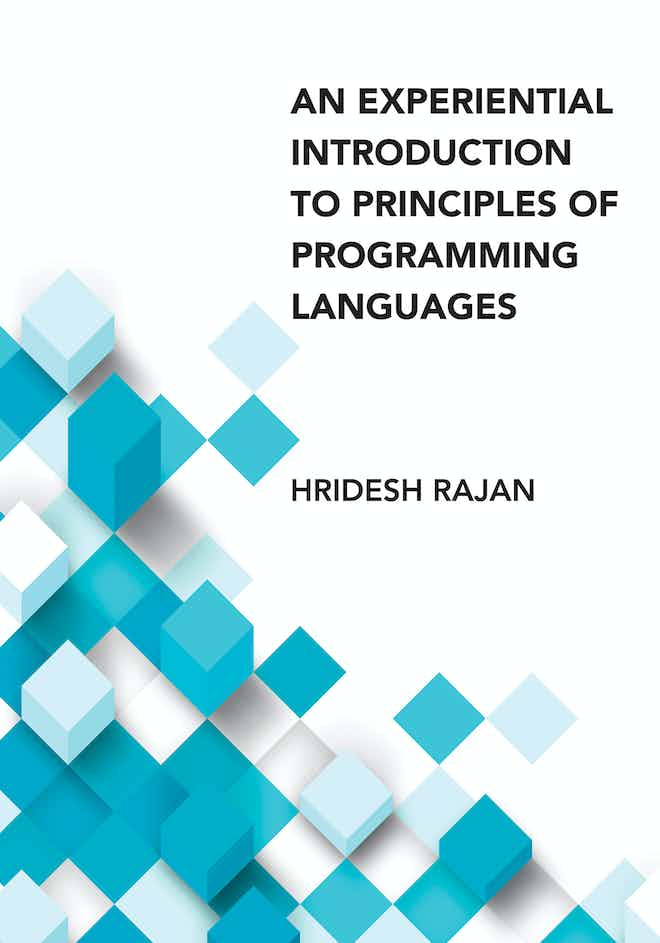 AN EXPERIENTIAL
INTRODUCTION
TO PRINCIPLES OF
PROGRAMMING
LANGUAGES
HRIDESH RAJAN